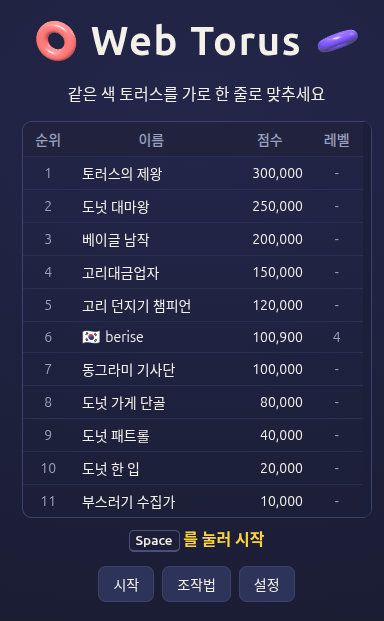 Web Torus
같은 색 토러스를 가로 한 줄로 맞추세요
순위 이름 점수 레벨
1 토러스의 제왕 300,000 -
2 도넛 대마왕 250,000 -
3 베이글 남작 200,000 -
4 고리대금업자 150,000 -
5 고리 던지기 챔피언 120,000 -
6 🇰🇷 berise 100,900 4
7 동그라미 기사단 100,000 -
8 도넛 가게 단골 80,000 -
9 도넛 패트롤 40,000 -
10 도넛 한 입 20,000 -
11 부스러기 수집가 10,000 -
Space 를 눌러 시작
시작 조작법 설정